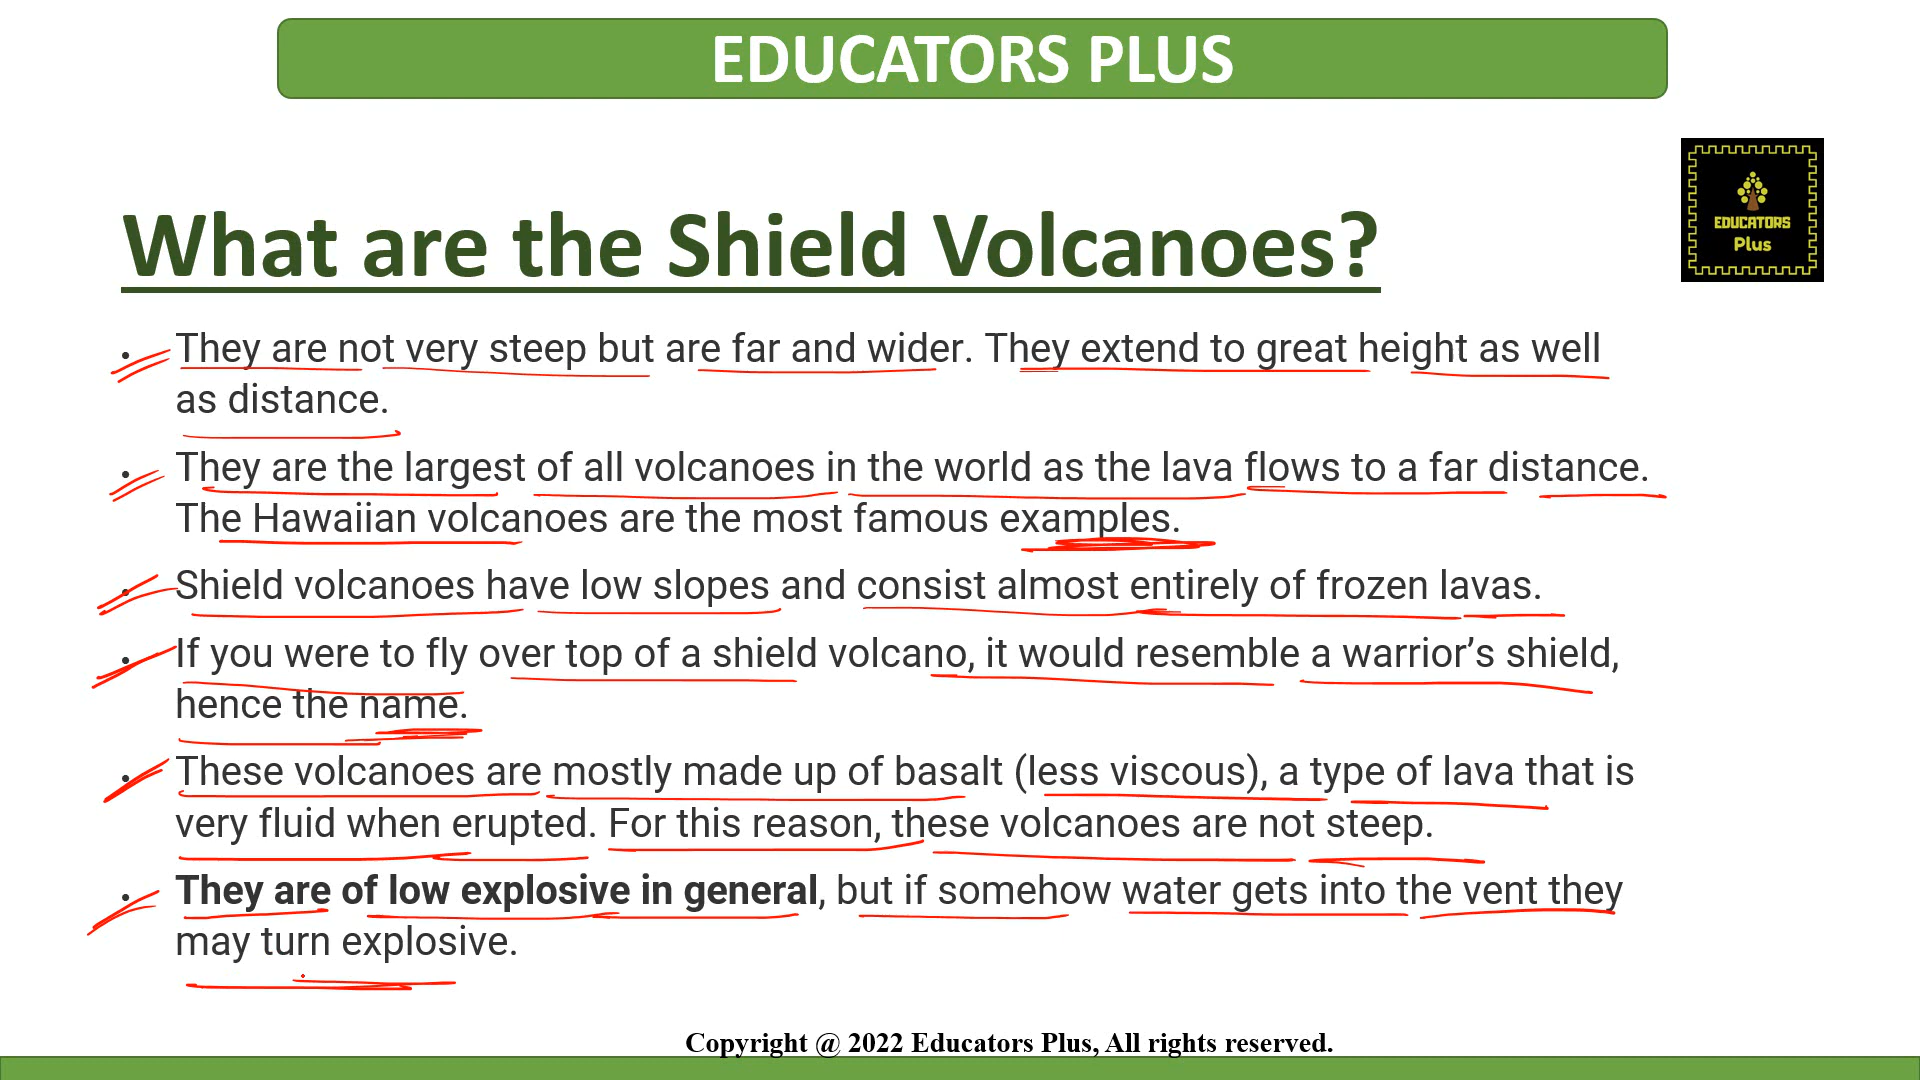 EDUCATORS PLUS
EDUCATORS
Plus
What are the Shield Volcanoes?
• They are not very steep but are far and wider. They extend to great height as well
as distance.
• They are the largest of all volcanoes in the world as the lava flows to a far distance.
The Hawaiian volcanoes are the most famous examples.
• Shield volcanoes have low slopes and consist almost entirely of frozen lavas.
• If you were to fly over top of a shield volcano, it would resemble a warrior’s shield,
hence the name.
• These volcanoes are mostly made up of basalt (less viscous), a type of lava that is
very fluid when erupted. For this reason, these volcanoes are not steep.
• They are of low explosive in general, but if somehow water gets into the vent they
may turn explosive.
Copyright @ 2022 Educators Plus, All rights reserved.